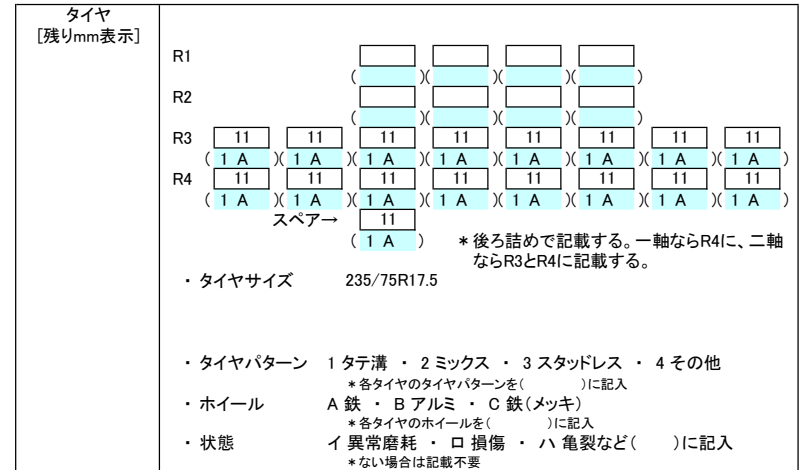 タイヤ
[残りmm表示]
R1
( )( )( )( )
R2
( )( )( )( )
R3 11 11 11 11 11 11 11 11
( 1 A )( 1 A )( 1 A )( 1 A )( 1 A )( 1 A )( 1 A )( 1 A )
R4 11 11 11 11 11 11 11 11
( 1 A )( 1 A )( 1 A )( 1 A )( 1 A )( 1 A )( 1 A )( 1 A )
スペア→ 11
( 1 A )
*後ろ詰めで記載する。一軸ならR4に、二軸
ならR3とR4に記載する。
・タイヤサイズ 235/75R17.5
・タイヤパターン 1 タテ溝 ・ 2 ミックス ・ 3 スタッドレス ・ 4 その他
*各タイヤのタイヤパターンを( )に記入
・ホイール A 鉄 ・ B アルミ ・ C 鉄(メッキ)
*各タイヤのホイールを( )に記入
・状態 イ 異常磨耗 ・ ロ 損傷 ・ ハ 亀裂など( )に記入
*ない場合は記載不要